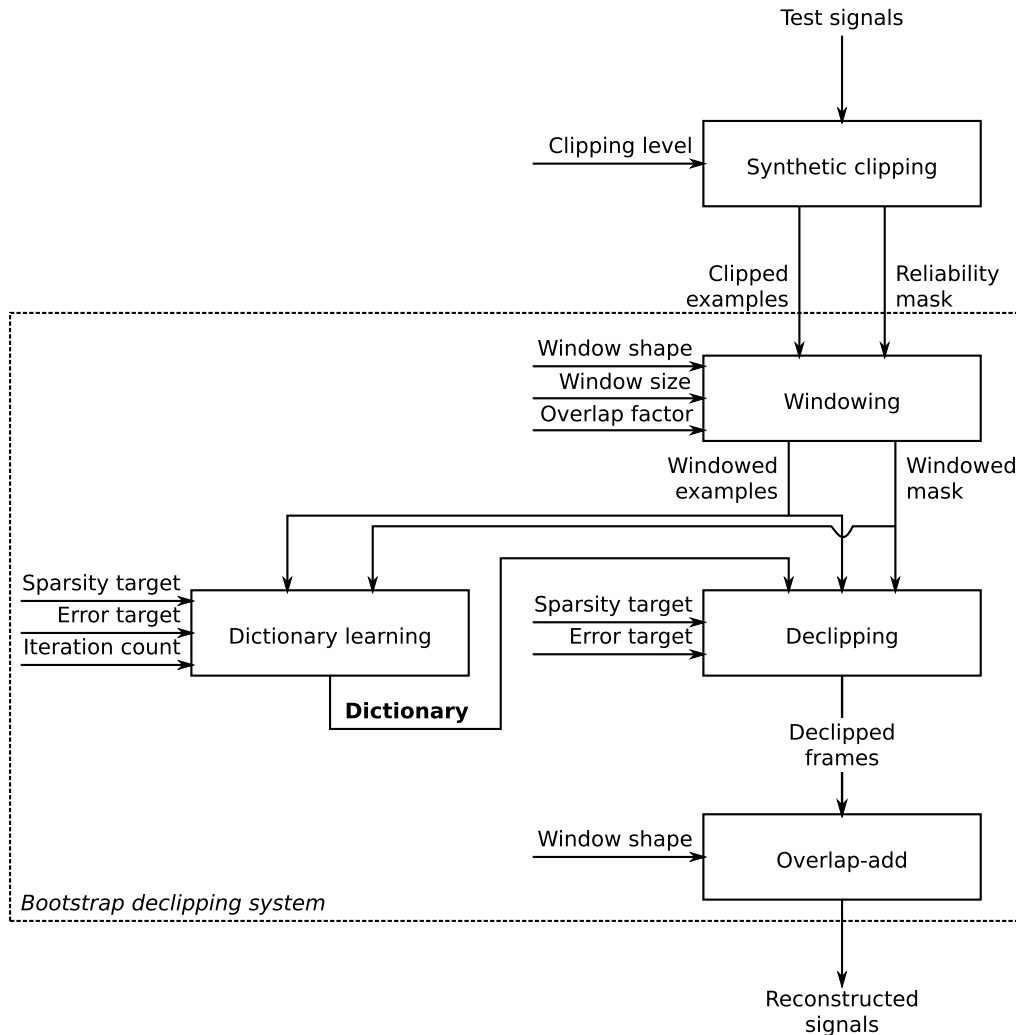 Test signals
Clipping level
Synthetic clipping
Clipped
examples
Reliability
mask
Window shape
Window size
Overlap factor
Windowing
Windowed
examples
Windowed
mask
Sparsity target
Error target
Iteration count
Dictionary learning
Sparsity target
Error target
Declipping
Dictionary
Declipped
frames
Window shape
Overlap-add
Bootstrap declipping system
Reconstructed
signals